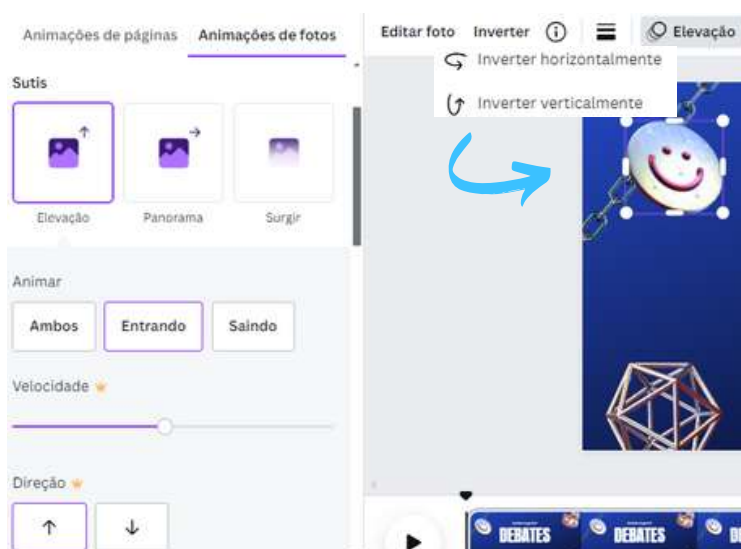 Animações de páginas
Animações de fotos
Sutis
Elevação
Panorama
Surgir
Animar
Ambos
Entrando
Saindo
Velocidade
Direção
Editar foto
Inverter
Elevação
Inverter horizontalmente
Inverter verticalmente
DEBATES
DEBATES